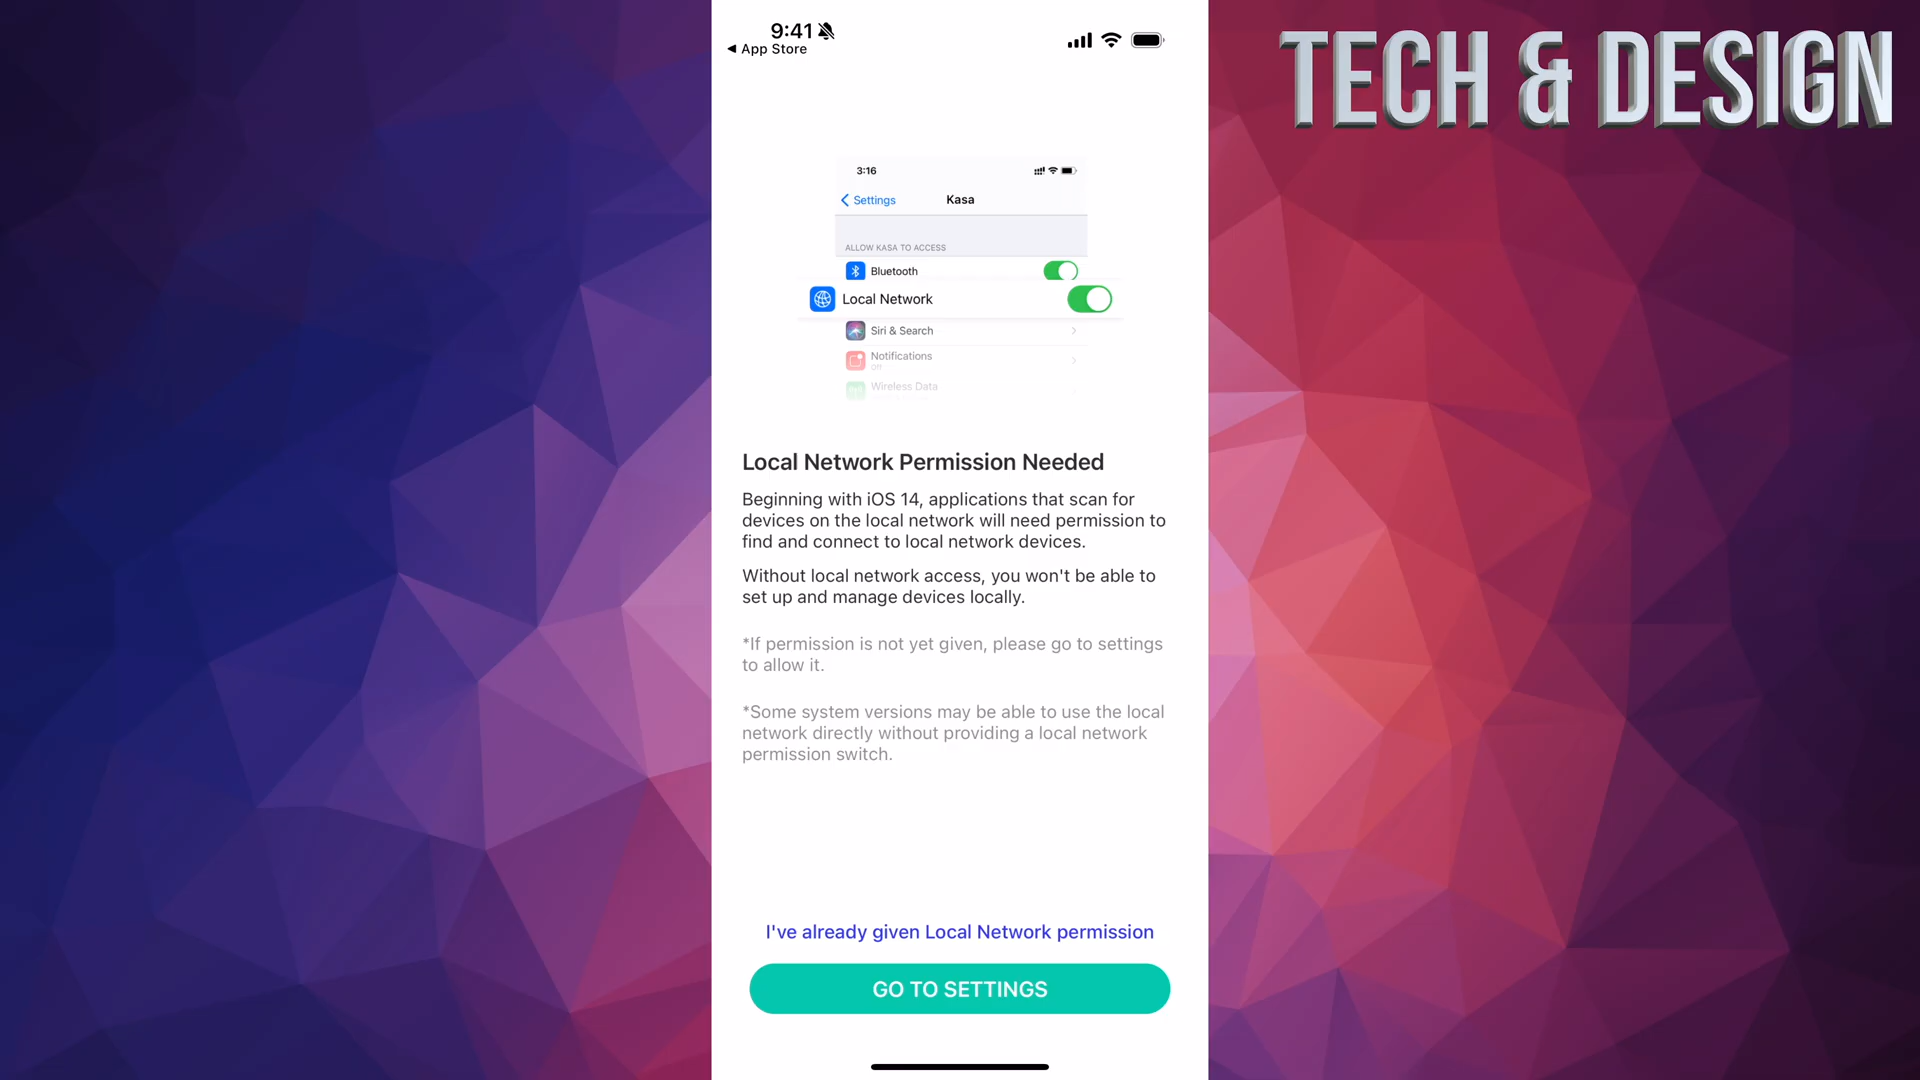 9:41
App Store
TECH & DESIGN
3:16
Settings
Kasa
ALLOW KASA TO ACCESS
Bluetooth
Local Network
Siri & Search
Notifications
Off
Wireless Data
Local Network Permission Needed
Beginning with iOS 14, applications that scan for
devices on the local network will need permission to
find and connect to local network devices.
Without local network access, you won't be able to
set up and manage devices locally.
*If permission is not yet given, please go to settings
to allow it.
*Some system versions may be able to use the local
network directly without providing a local network
permission switch.
I've already given Local Network permission
GO TO SETTINGS